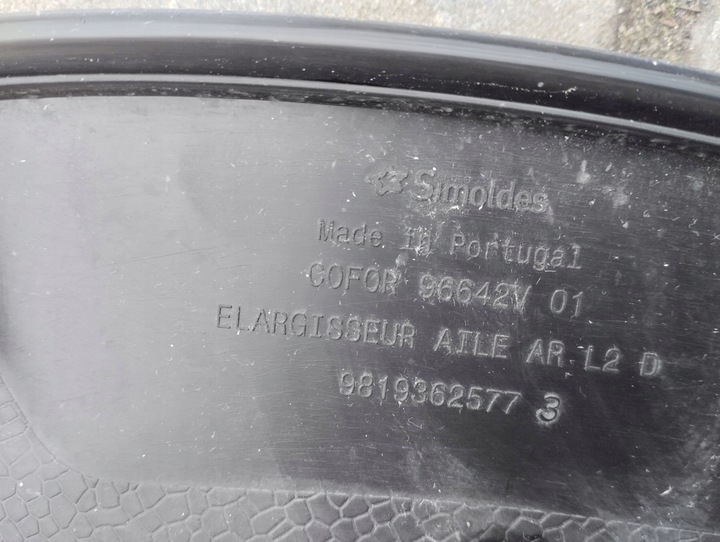 Simoldes
Made in Portugal
COFOR 96642V 01
ELARGISSEUR AILE AR L2 D
9819362577 3